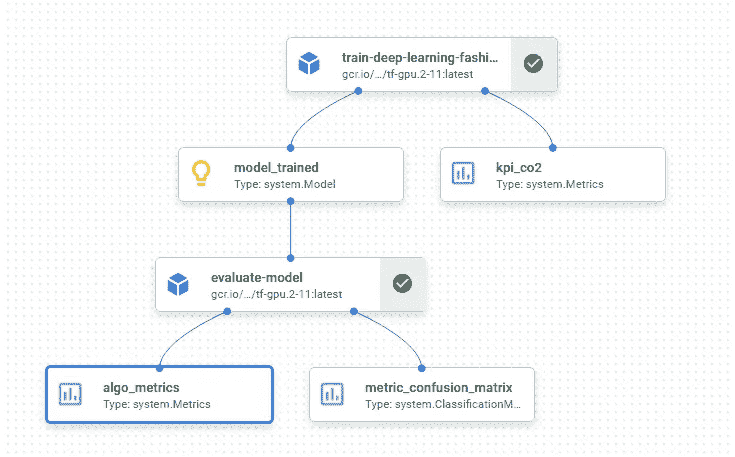 train-deep-learning-fashi...
gcr.io/.../tf-gpu.2-11:latest
model_trained
Type: system.Model
kpi_co2
Type: system.Metrics
evaluate-model
gcr.io/.../tf-gpu.2-11:latest
algo_metrics
Type: system.Metrics
metric_confusion_matrix
Type: system.ClassificationM...